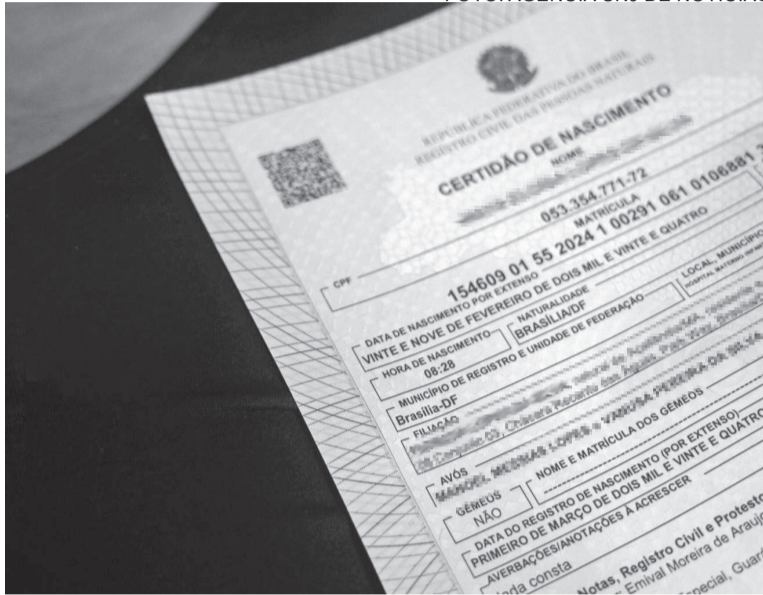 REPÚBLICA FEDERATIVA DO BRASIL
REGISTRO CIVIL DAS PESSOAS NATURAIS
CERTIDÃO DE NASCIMENTO
NOME
CPF
053.354.771-72
MATRÍCULA
154609 01 55 2024 1 00291 061 0106881
DATA DE NASCIMENTO POR EXTENSO
VINTE E NOVE DE FEVEREIRO DE DOIS MIL E VINTE E QUATRO
HORA DE NASCIMENTO
08:28
NATURALIDADE
BRASÍLIA/DF
LOCAL, MUNICÍPIO
HOSPITAL MATERNO
MUNICÍPIO DE REGISTRO E UNIDADE DE FEDERAÇÃO
Brasília-DF
FILIAÇÃO
AVÓS
GÊMEOS
NÃO
NOME E MATRÍCULA DOS GÊMEOS
DATA DO REGISTRO DE NASCIMENTO (POR EXTENSO)
PRIMEIRO DE MARÇO DE DOIS MIL E VINTE E QUATRO
AVERBAÇÕES/ANOTAÇÕES À ACRESCER
consta
Notas, Registro Civil e Protesto
Emival Moreira de Araújo